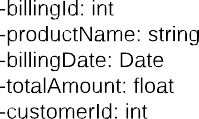 -billingId: int
-productName: string
-billingDate: Date
-totalAmount: float
-customerId: int